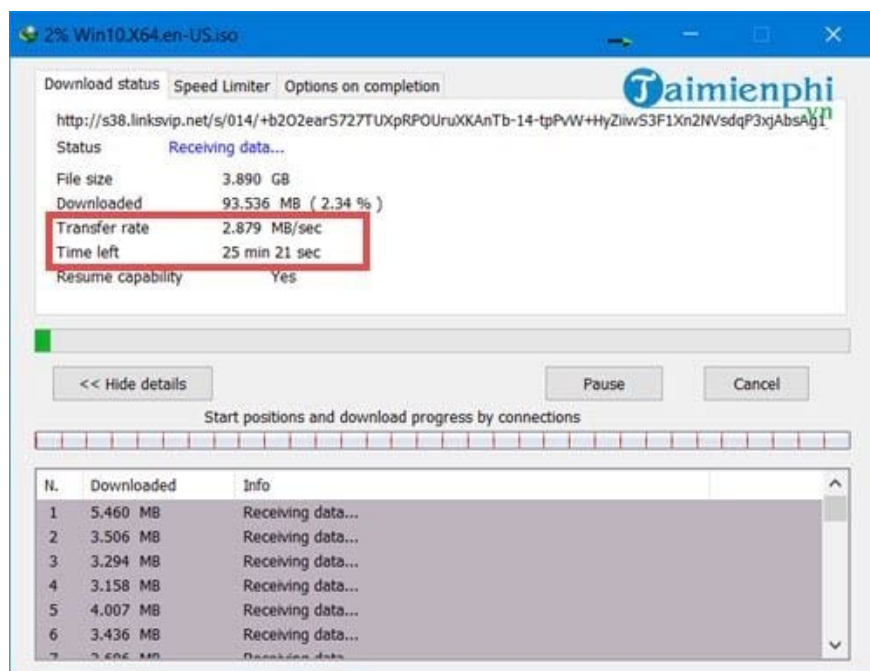 2% Win10.X64.en-US.iso
Download status Speed Limiter Options on completion
Taimienphi
.vn
http://s38.linksvip.net/s/014/+b2O2earS727TUXpRPOUruXKAnTb-14-tpPvW+HyZiiwS3F1Xn2NVsdqP3xjAbsAg1_
Status Receiving data...
File size 3.890 GB
Downloaded 93.536 MB ( 2.34 % )
Transfer rate 2.879 MB/sec
Time left 25 min 21 sec
Resume capability Yes
<< Hide details Pause Cancel
Start positions and download progress by connections
N. Downloaded Info
1 5.460 MB Receiving data...
2 3.506 MB Receiving data...
3 3.294 MB Receiving data...
4 3.158 MB Receiving data...
5 4.007 MB Receiving data...
6 3.436 MB Receiving data...